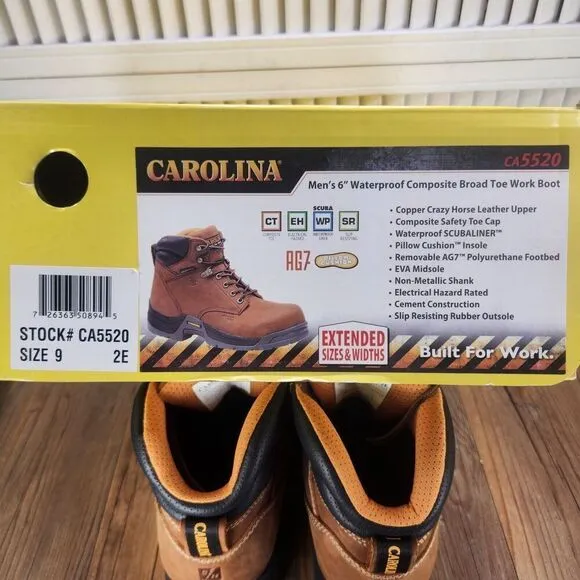 CAROLINA®
CA5520
Men's 6" Waterproof Composite Broad Toe Work Boot
SCUBA
CT EH WP SR
AG7
PILLOW CUSHION
• Copper Crazy Horse Leather Upper
• Composite Safety Toe Cap
• Waterproof SCUBALINER™
• Pillow Cushion™ Insole
• Removable AG7™ Polyurethane Footbed
• EVA Midsole
• Non-Metallic Shank
• Electrical Hazard Rated
• Cement Construction
• Slip Resisting Rubber Outsole
7 26363 50894 5
STOCK# CA5520
SIZE 9 2E
EXTENDED
SIZES & WIDTHS
Built For Work.
CAROLINA